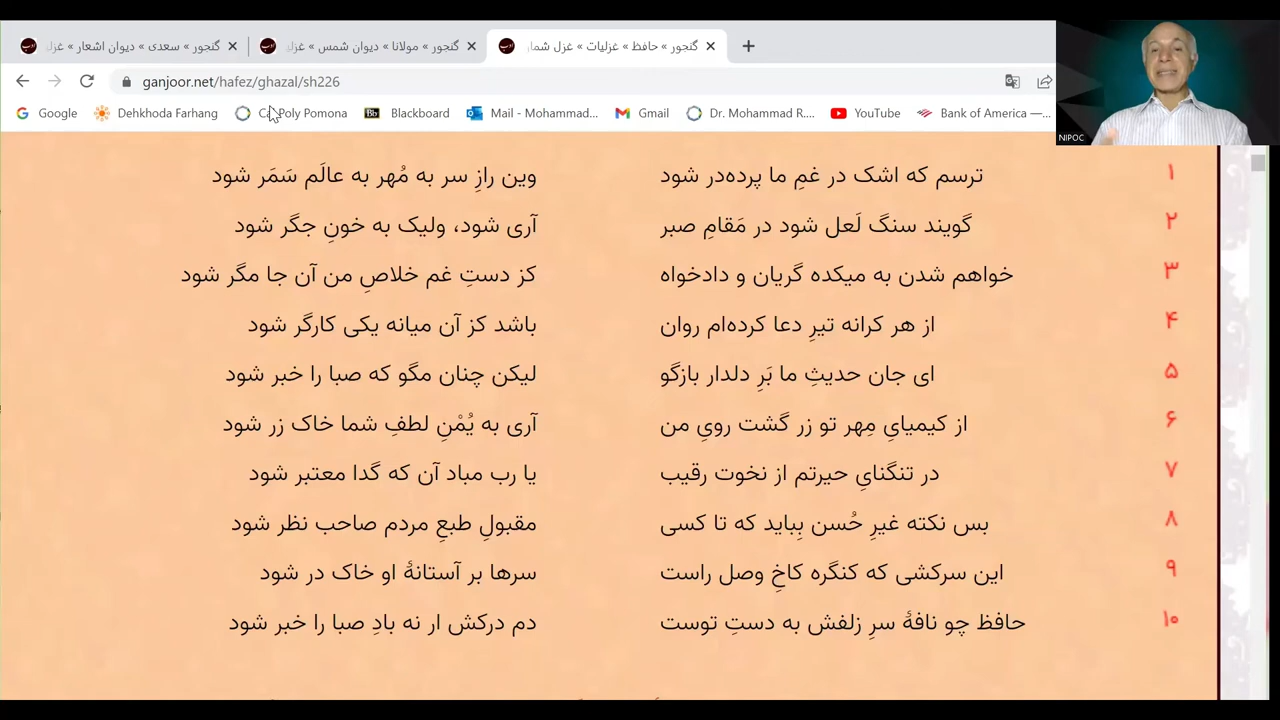 گنجور » سعدی » دیوان اشعار » غزل
گنجور » مولانا » دیوان شمس » غزل
گنجور » حافظ » غزلیات » غزل شما
ganjoor.net/hafez/ghazal/sh226
Google Dehkhoda Farhang Cal Poly Pomona Blackboard Mail - Mohammad... Gmail Dr. Mohammad R.... YouTube Bank of America —...
NIPOC
۱ ترسم که اشک در غمِ ما پرده‌در شود وین رازِ سر به مُهر به عالَم سَمَر شود
۲ گویند سنگ لَعل شود در مَقامِ صبر آری شود، ولیک به خونِ جگر شود
۳ خواهم شدن به میکده گریان و دادخواه کز دستِ غم خلاصِ من آن جا مگر شود
۴ از هر کرانه تیرِ دعا کرده‌ام روان باشد کز آن میانه یکی کارگر شود
۵ ای جان حدیثِ ما بَرِ دلدار بازگو لیکن چنان مگو که صبا را خبر شود
۶ از کیمیایِ مِهر تو زر گشت رویِ من آری به یُمْنِ لطفِ شما خاک زر شود
۷ در تنگنایِ حیرتم از نخوت رقیب یا رب مباد آن که گدا معتبر شود
۸ بس نکته غیرِ حُسن بِباید که تا کسی مقبولِ طبعِ مردم صاحب نظر شود
۹ این سرکشی که کنگره کاخِ وصل راست سرها بر آستانهٔ او خاک در شود
۱۰ حافظ چو نافهٔ سرِ زلفش به دستِ توست دم درکش ار نه بادِ صبا را خبر شود